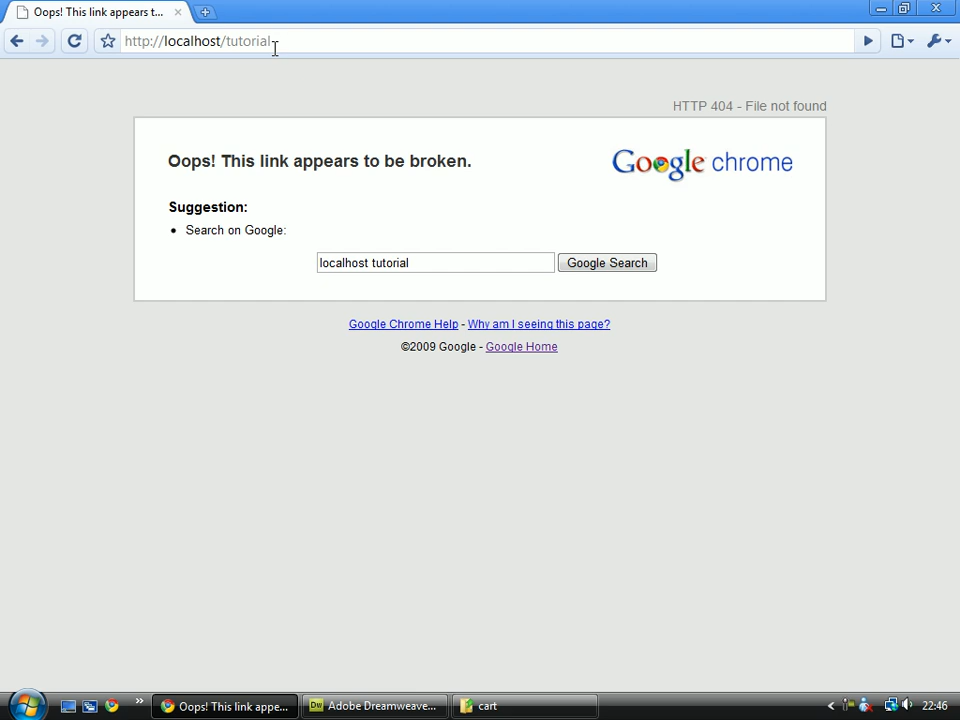 Oops! This link appears t...
http://localhost/tutorial
HTTP 404 - File not found
Oops! This link appears to be broken.
Google chrome
Suggestion:
Search on Google:
localhost tutorial
Google Search
Google Chrome Help - Why am I seeing this page?
©2009 Google - Google Home
» Oops! This link appe... Dw Adobe Dreamweave... cart 22:46